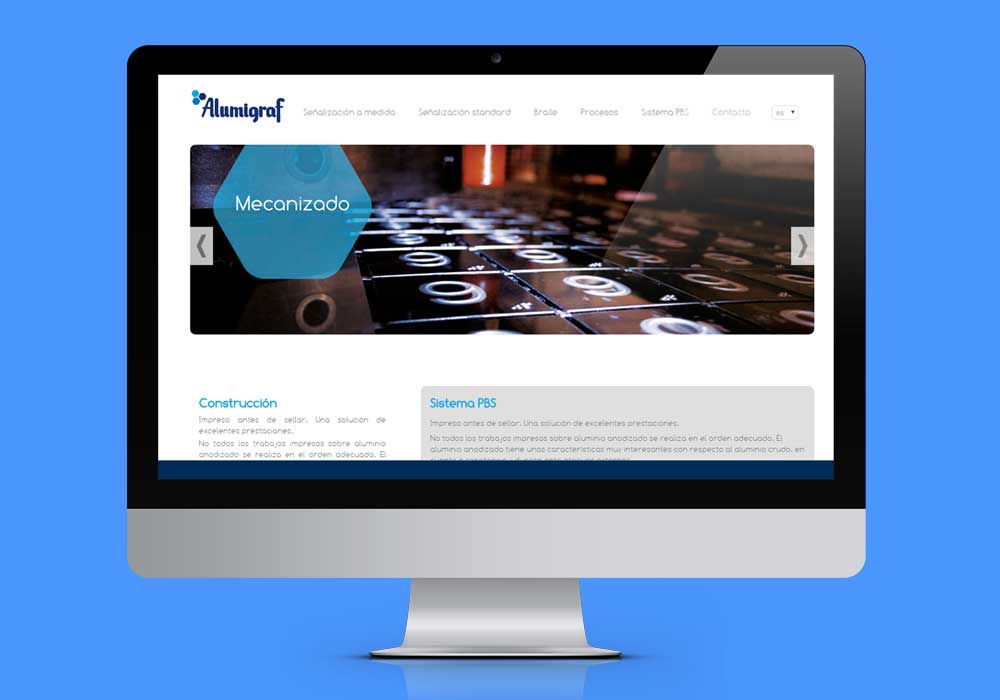 Alumigraf
Señalización a medida Señalización standard Braile Procesos Sistema PBS Contacto es
Mecanizado
9 9 9
Construcción
Impreso antes de sellar. Una solución de
excelentes prestaciones.
No todos los trabajos impresos sobre aluminio
anodizado se realiza en el orden adecuado. El
Sistema PBS
Impreso antes de sellar. Una solución de excelentes prestaciones.
No todos los trabajos impresos sobre aluminio anodizado se realiza en el orden adecuado. El
aluminio anodizado tiene unas características muy interesantes con respecto al aluminio crudo, en